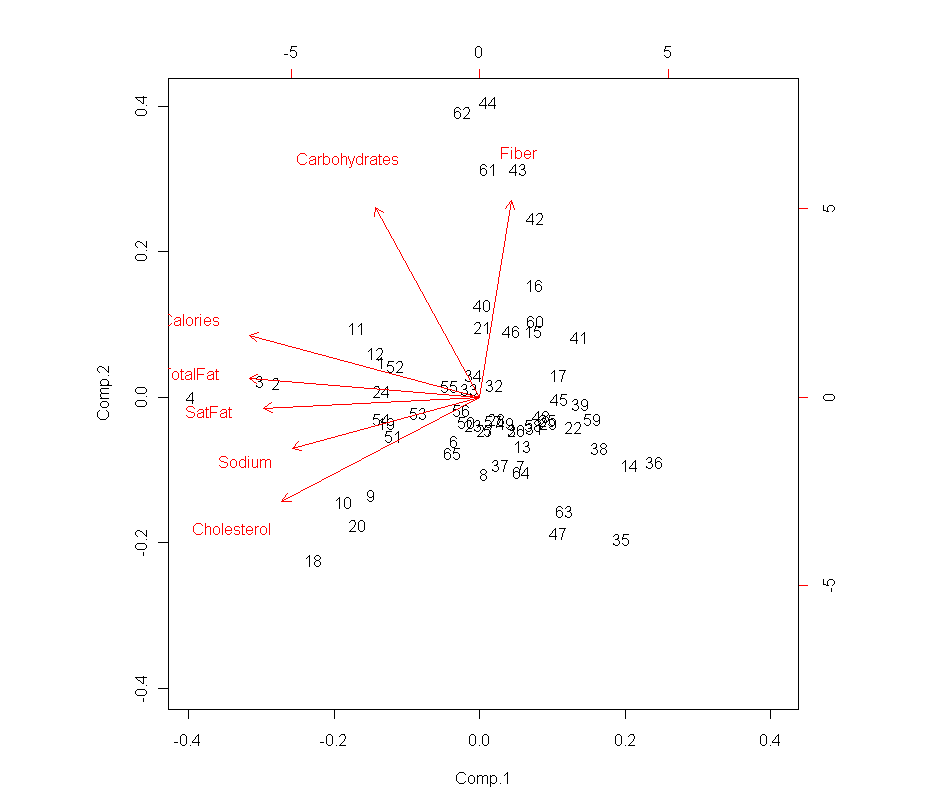 -5 0 5
44
0.4
62
Carbohydrates Fiber
61 43
42 5
0.2
16
40
60
Calories 11 21 46 15 41
12
1 52
TotalFat 34 17
3 2 55 32
4 24 33 45 0
0.0
39
SatFat 53 56
59
19 22
51
6 13 38
Sodium 65
37 7 14 36
8 64
9
10
63
Cholesterol 20 47
35
-0.2
18
-5
-0.4
Comp.2
-0.4 -0.2 0.0 0.2 0.4
Comp.1